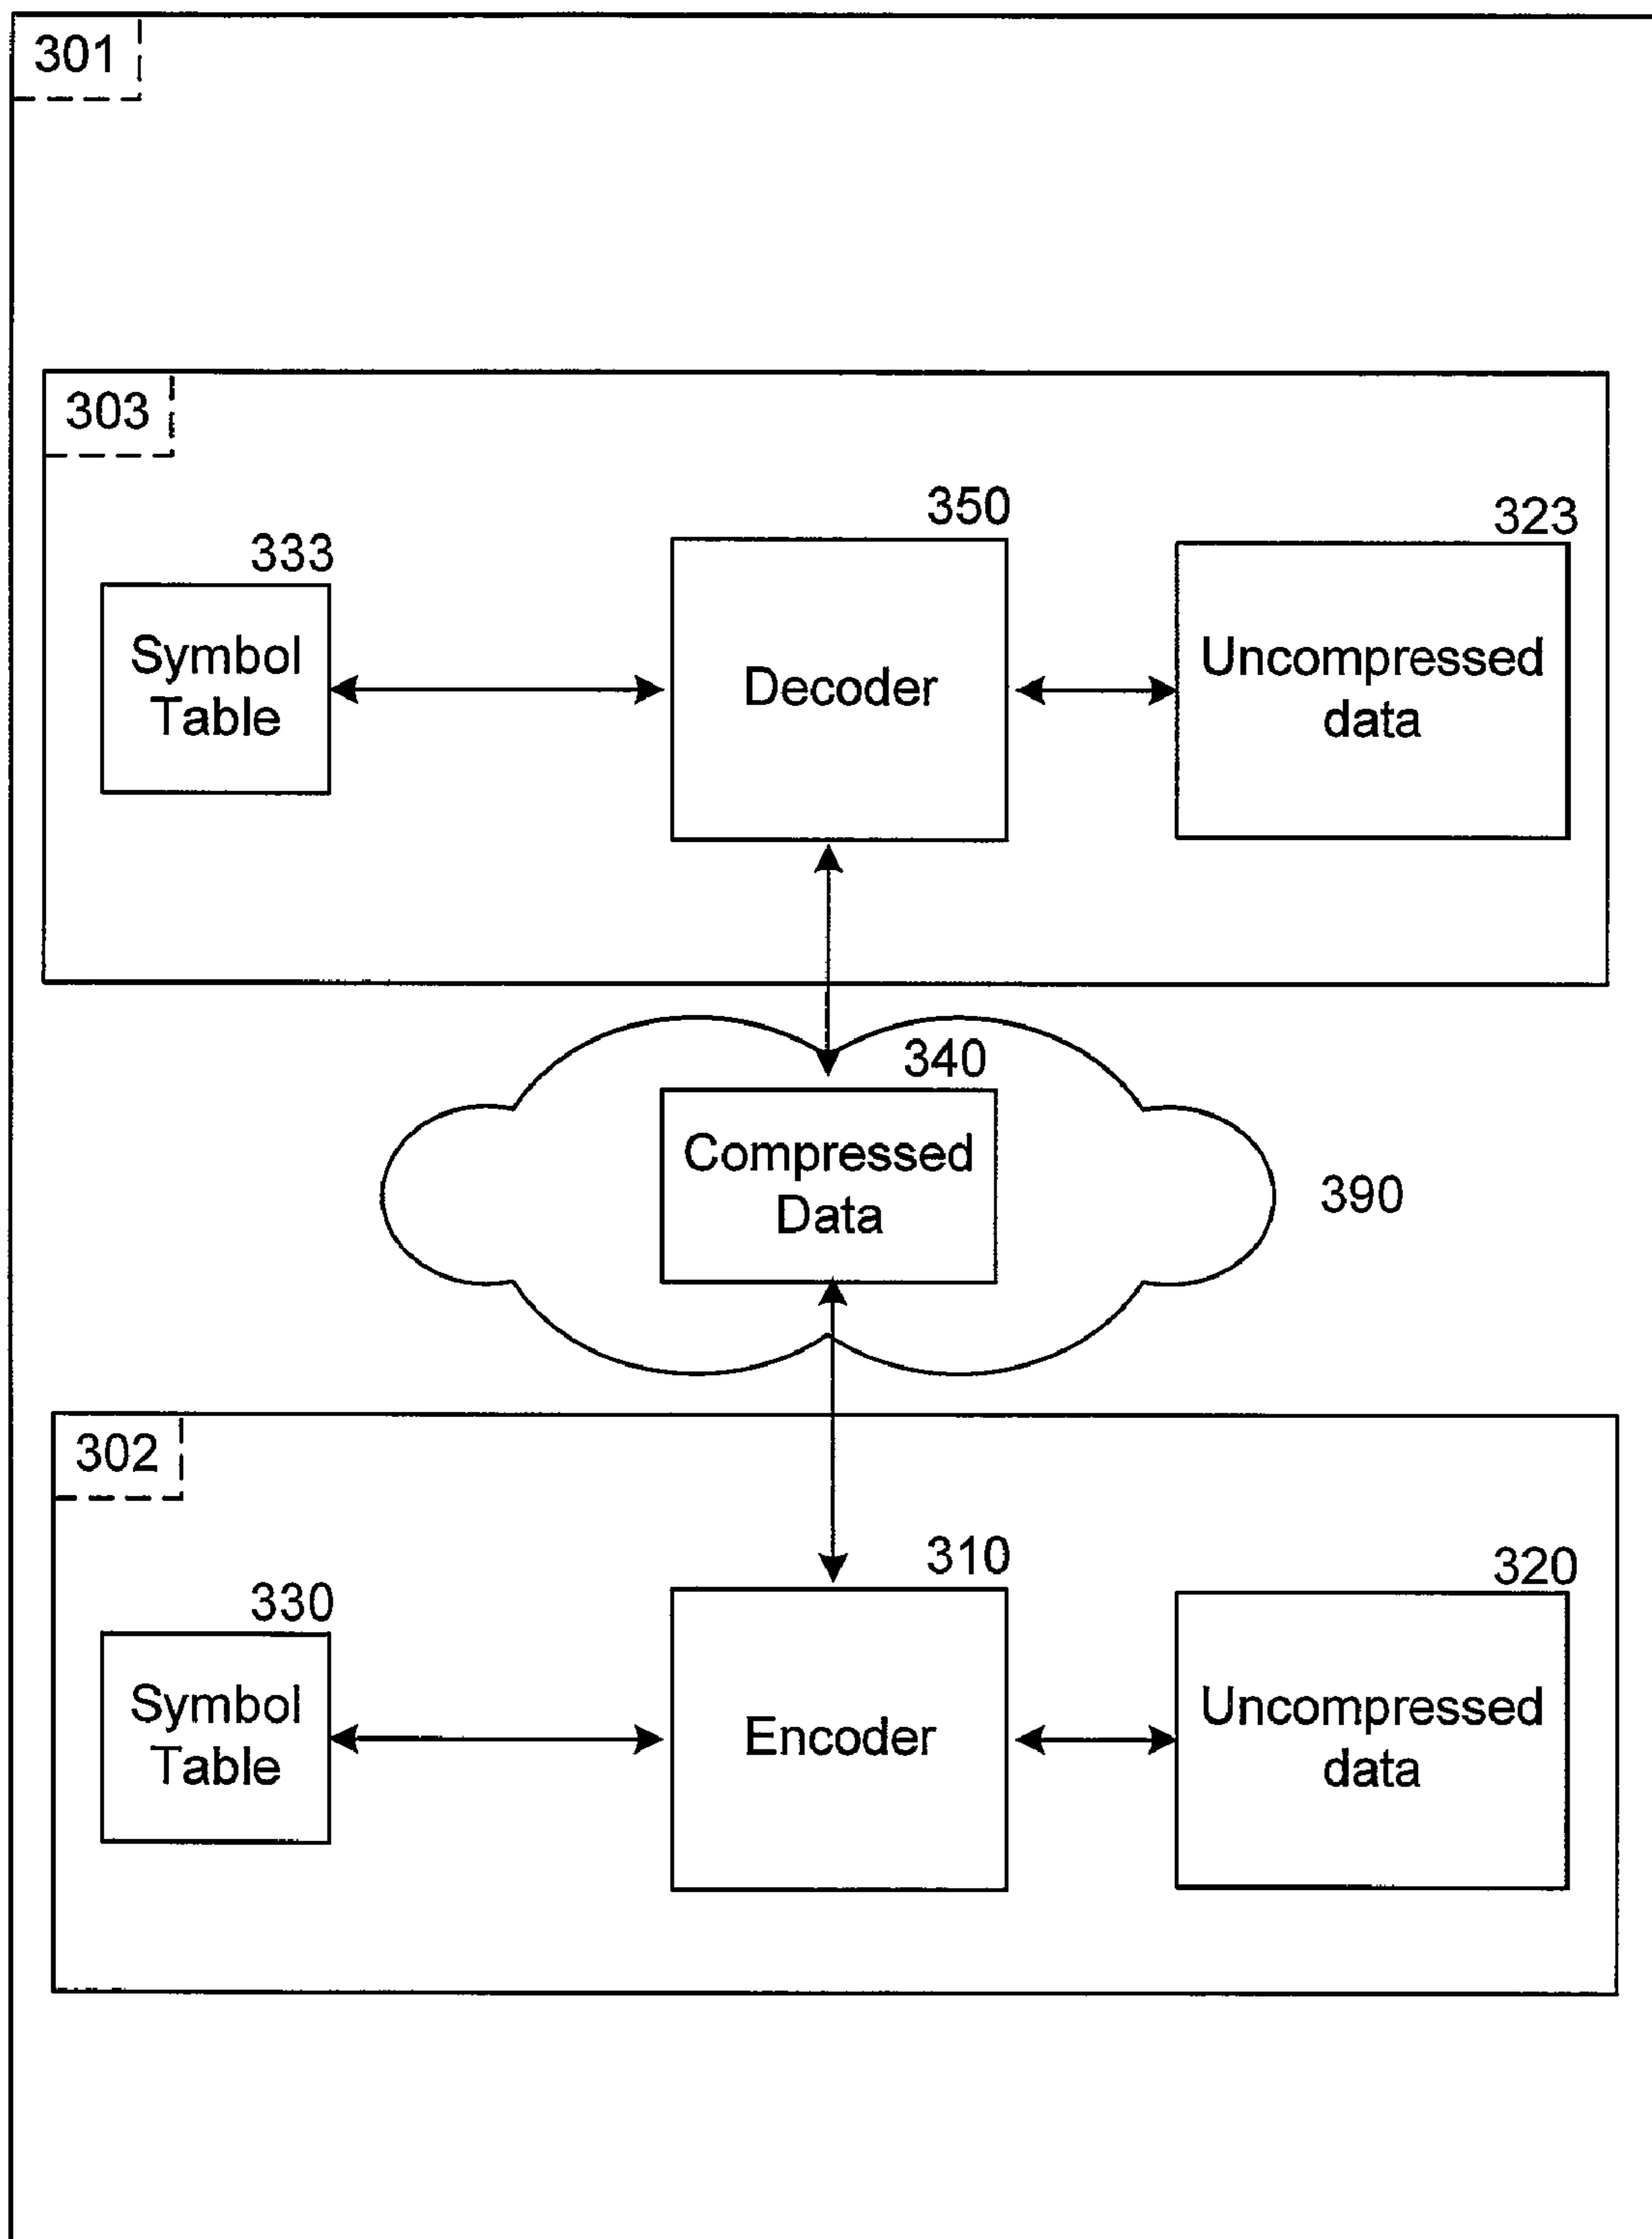 301
303
350
323
333
Symbol
Table
Decoder
Uncompressed
data
340
Compressed
Data
390
302
310
320
330
Symbol
Table
Encoder
Uncompressed
data